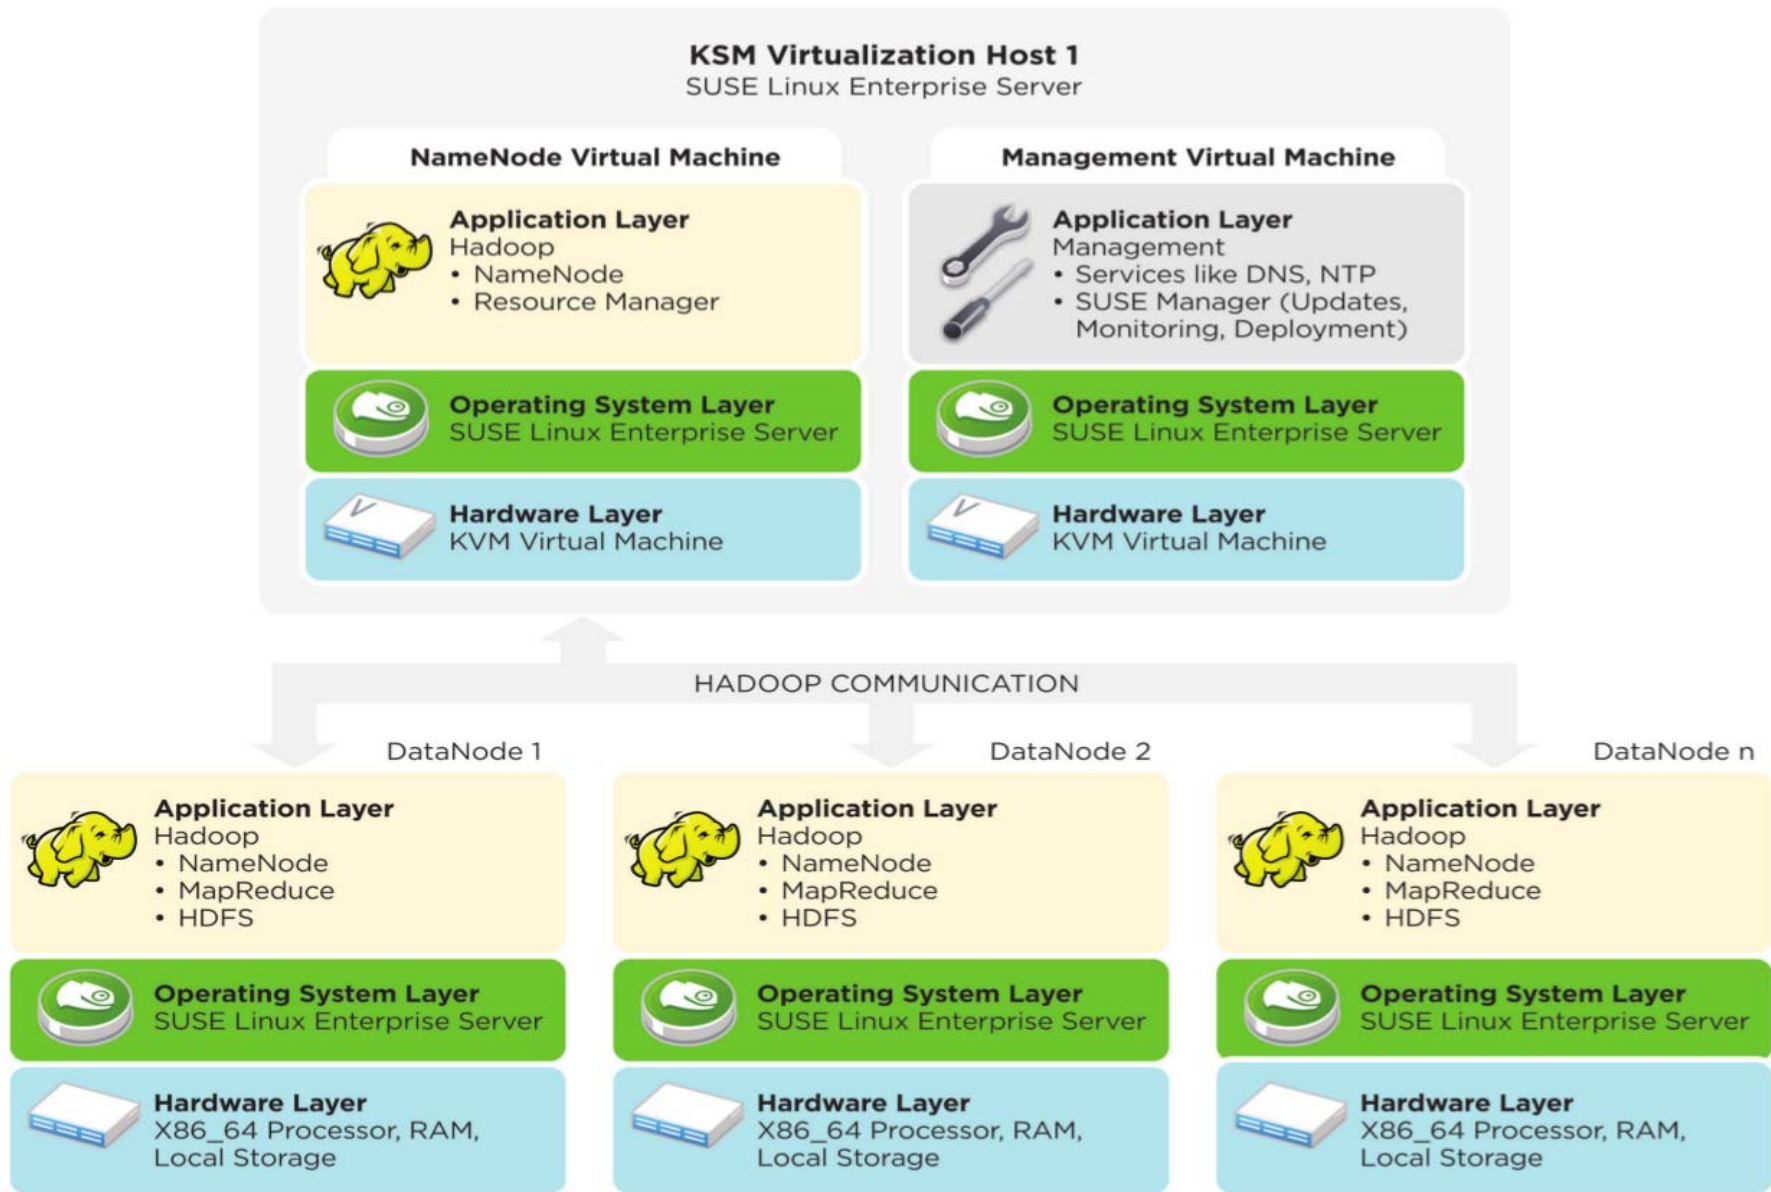 KSM Virtualization Host 1
SUSE Linux Enterprise Server
NameNode Virtual Machine
Application Layer
Hadoop
• NameNode
• Resource Manager
Operating System Layer
SUSE Linux Enterprise Server
Hardware Layer
KVM Virtual Machine
Management Virtual Machine
Application Layer
Management
• Services like DNS, NTP
• SUSE Manager (Updates,
Monitoring, Deployment)
Operating System Layer
SUSE Linux Enterprise Server
Hardware Layer
KVM Virtual Machine
HADOOP COMMUNICATION
DataNode 1
Application Layer
Hadoop
• NameNode
• MapReduce
• HDFS
Operating System Layer
SUSE Linux Enterprise Server
Hardware Layer
X86_64 Processor, RAM,
Local Storage
DataNode 2
Application Layer
Hadoop
• NameNode
• MapReduce
• HDFS
Operating System Layer
SUSE Linux Enterprise Server
Hardware Layer
X86_64 Processor, RAM,
Local Storage
DataNode n
Application Layer
Hadoop
• NameNode
• MapReduce
• HDFS
Operating System Layer
SUSE Linux Enterprise Server
Hardware Layer
X86_64 Processor, RAM,
Local Storage